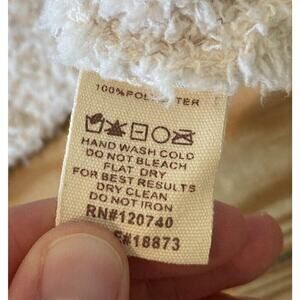 100% POLYESTER
HAND WASH COLD
DO NOT BLEACH
FLAT DRY
FOR BEST RESULTS
DRY CLEAN
DO NOT IRON
RN#120740
#18873